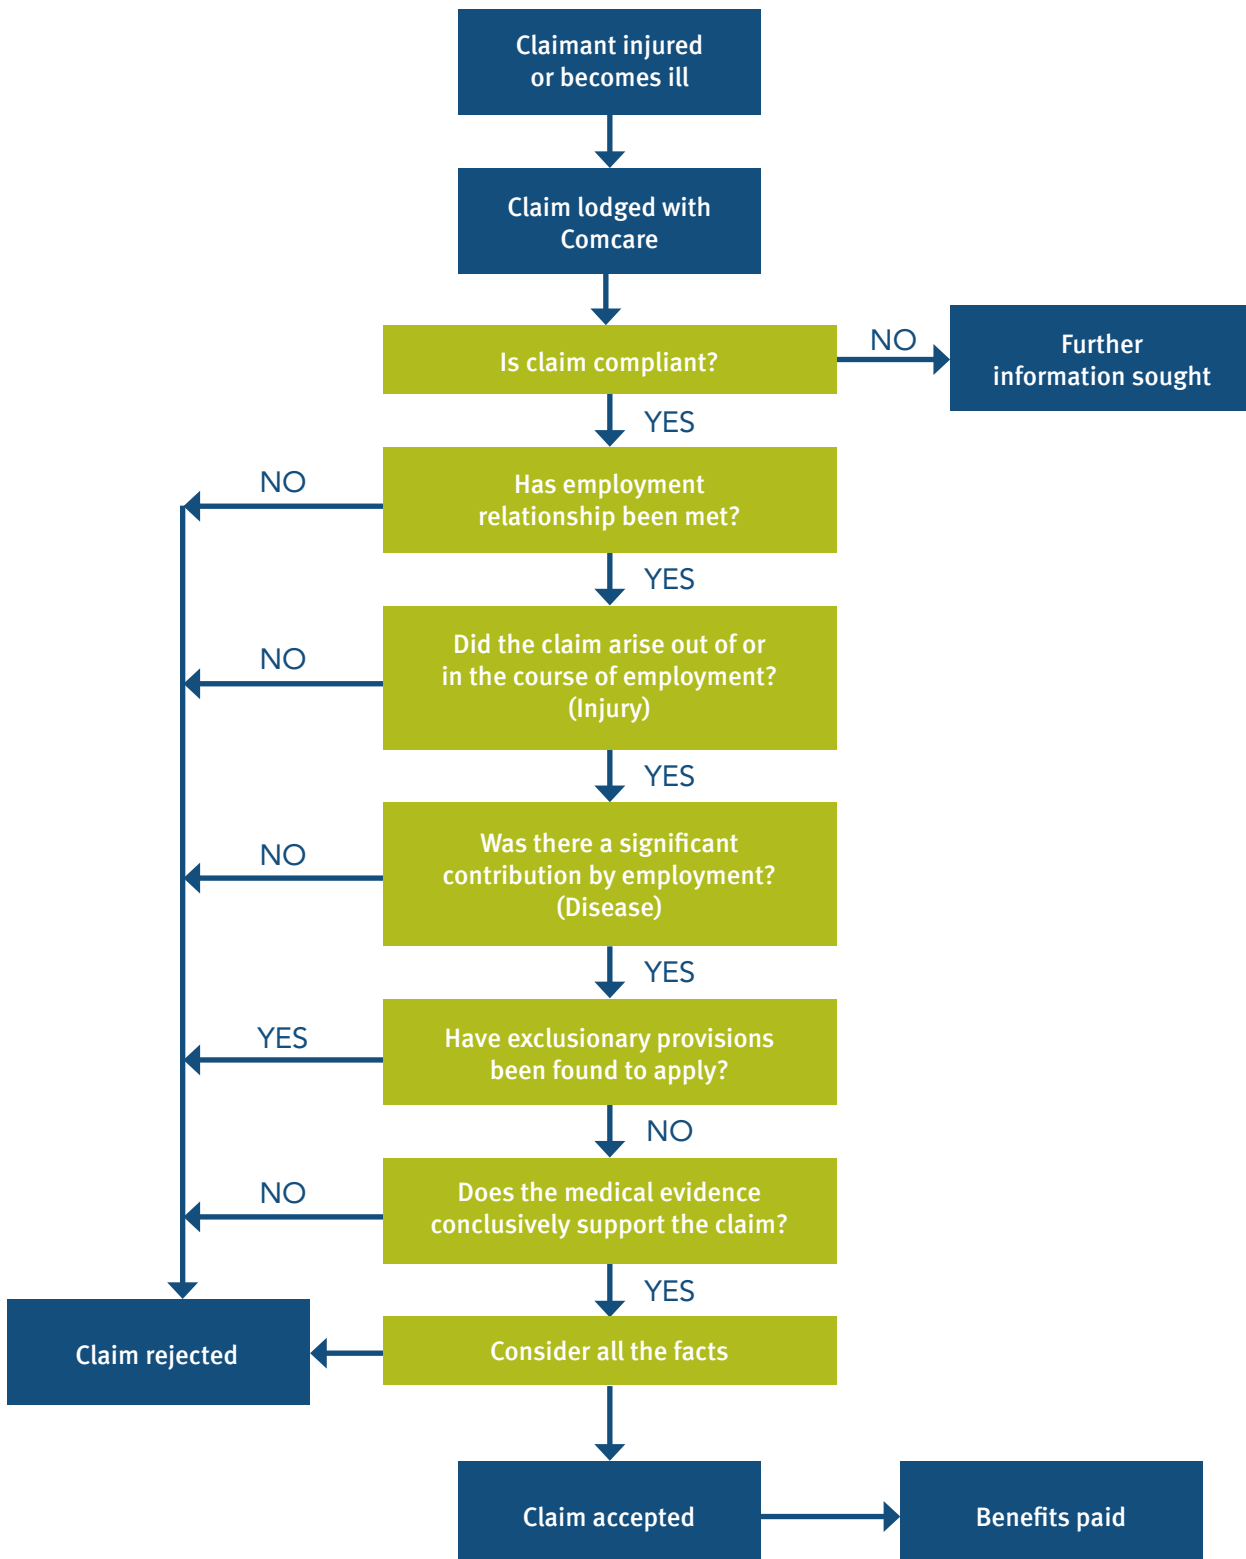 Claimant injured
or becomes ill
Claim lodged with
Comcare
Is claim compliant?
NO
Further
information sought
YES
Has employment
relationship been met?
NO
YES
Did the claim arise out of or
in the course of employment?
(Injury)
NO
YES
Was there a significant
contribution by employment?
(Disease)
NO
YES
Have exclusionary provisions
been found to apply?
YES
NO
Does the medical evidence
conclusively support the claim?
NO
YES
Consider all the facts
Claim rejected
Claim accepted
Benefits paid